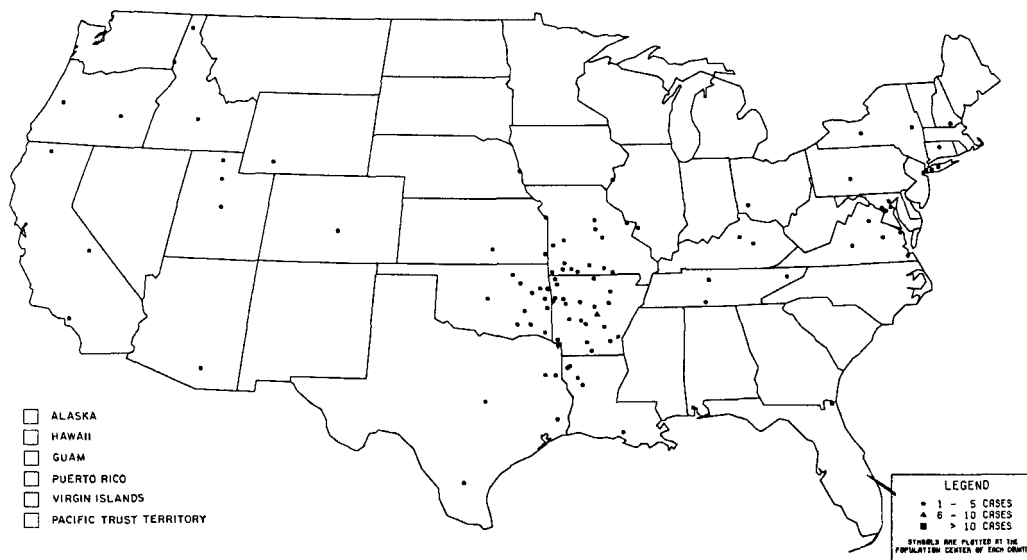 ALASKA
HAWAII
GUAM
PUERTO RICO
VIRGIN ISLANDS
PACIFIC TRUST TERRITORY
LEGEND
• 1 - 5 CASES
▲ 6 - 10 CASES
■ > 10 CASES
SYMBOLS ARE PLOTTED AT THE
POPULATION CENTER OF EACH COUNTY